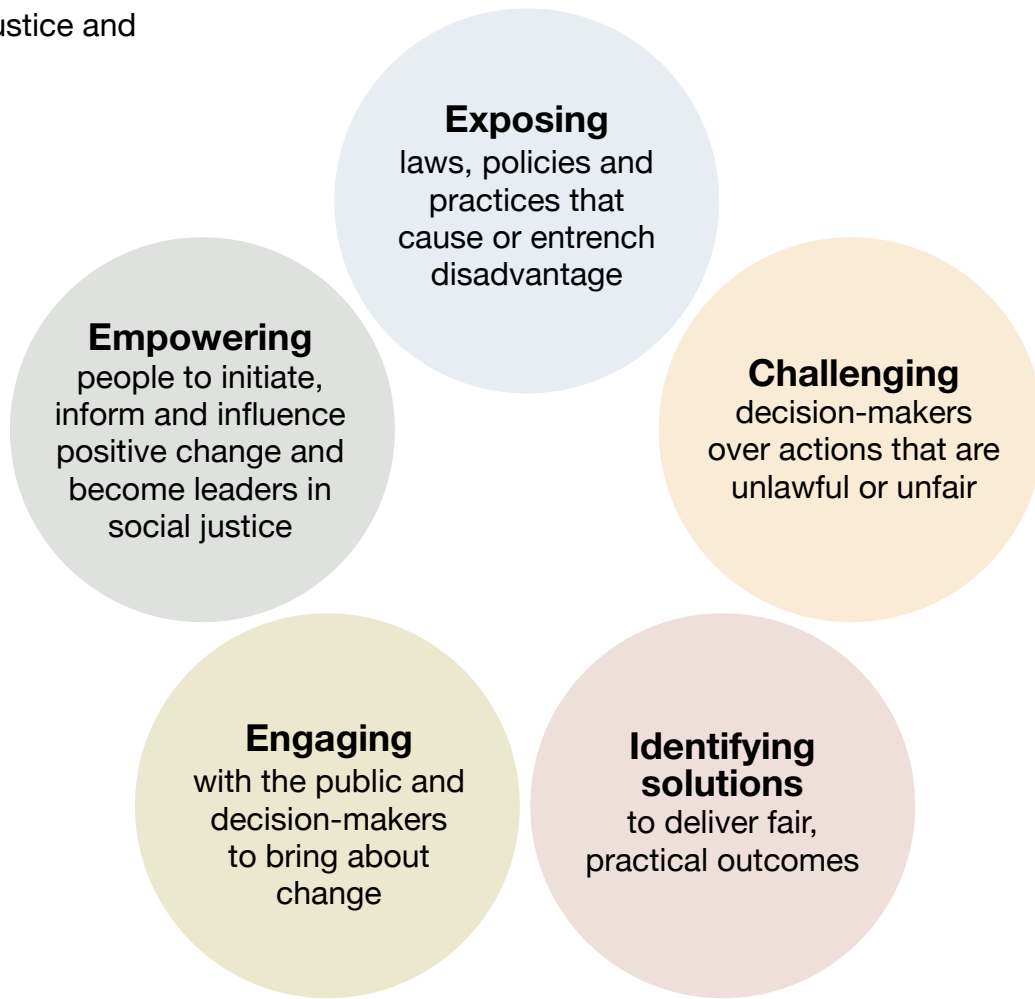 ustice and
Exposing
laws, policies and
practices that
cause or entrench
disadvantage
Challenging
decision-makers
over actions that are
unlawful or unfair
Identifying
solutions
to deliver fair,
practical outcomes
Engaging
with the public and
decision-makers
to bring about
change
Empowering
people to initiate,
inform and influence
positive change and
become leaders in
social justice